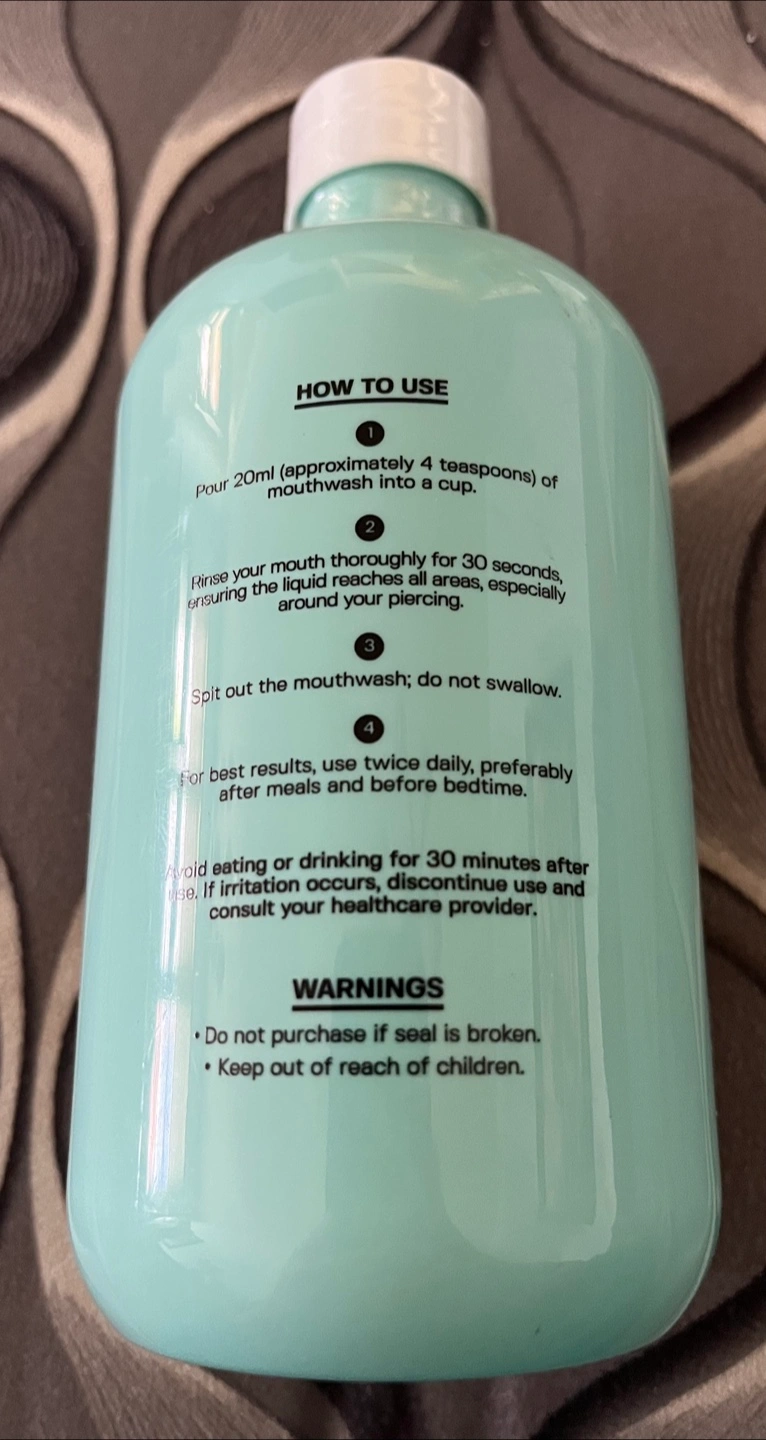 HOW TO USE
1
Pour 20ml (approximately 4 teaspoons) of
mouthwash into a cup.
2
Rinse your mouth thoroughly for 30 seconds,
ensuring the liquid reaches all areas, especially
around your piercing.
3
Spit out the mouthwash; do not swallow.
4
For best results, use twice daily, preferably
after meals and before bedtime.
Avoid eating or drinking for 30 minutes after
use. If irritation occurs, discontinue use and
consult your healthcare provider.
WARNINGS
• Do not purchase if seal is broken.
• Keep out of reach of children.